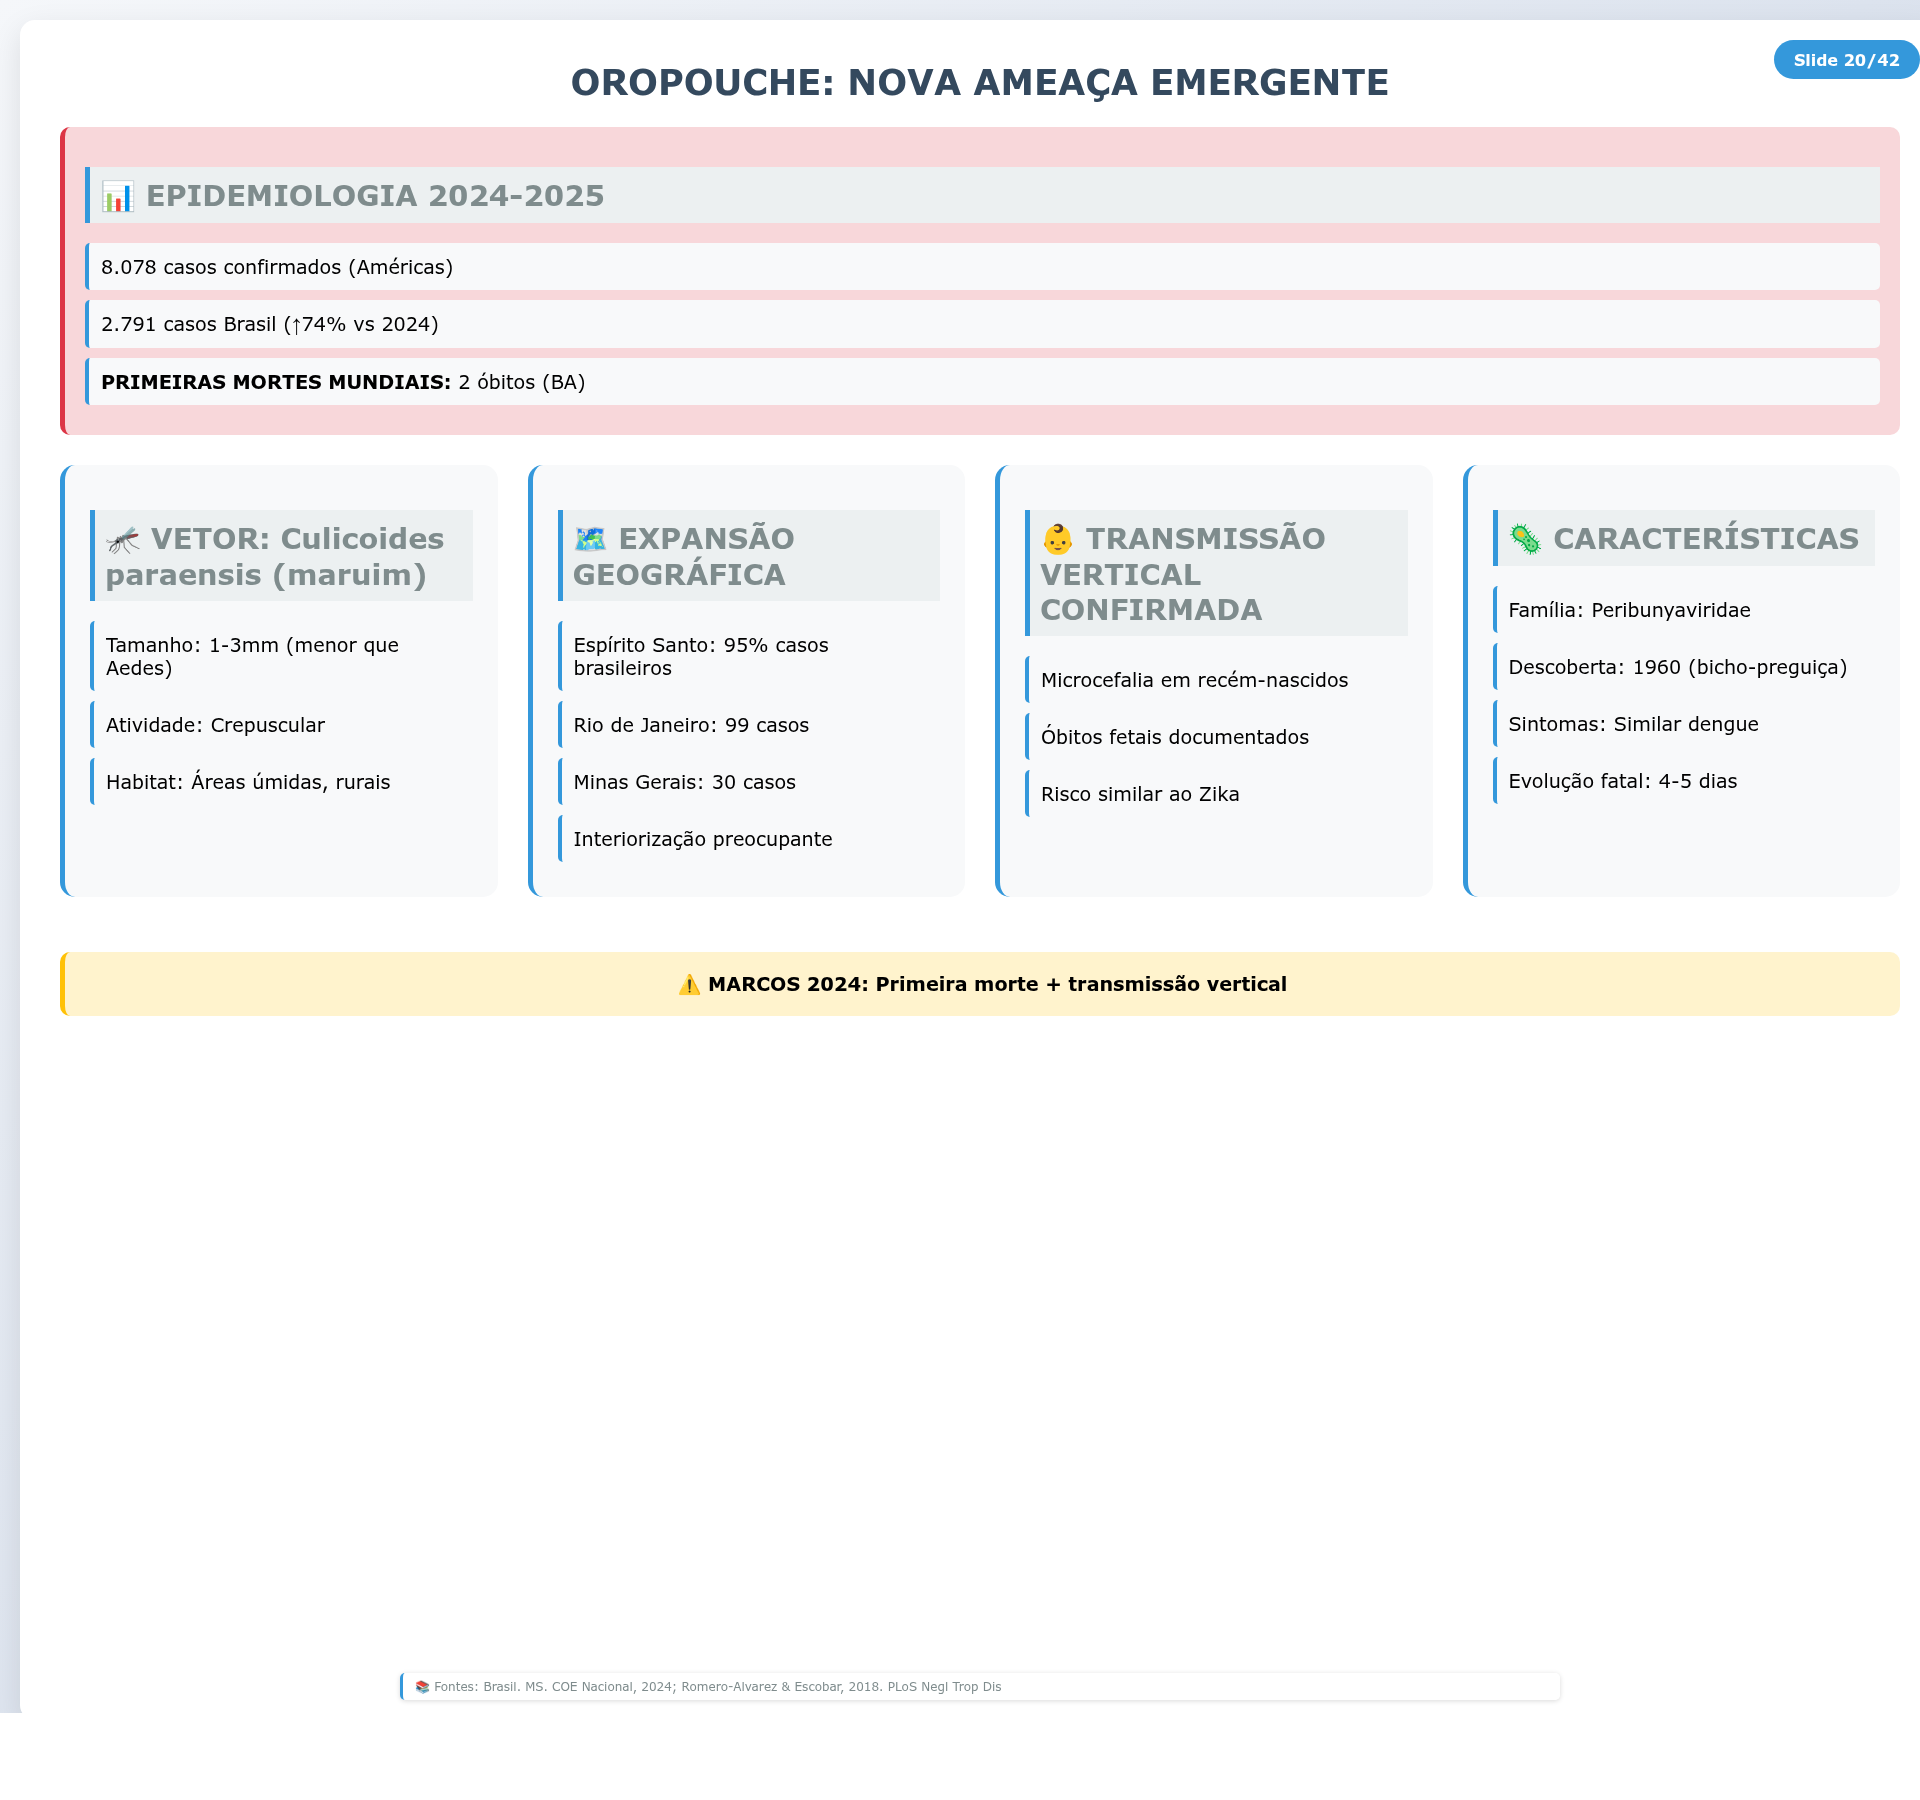 Slide 20/42
OROPOUCHE: NOVA AMEAÇA EMERGENTE
📊 EPIDEMIOLOGIA 2024-2025
8.078 casos confirmados (Américas)
2.791 casos Brasil (↑74% vs 2024)
PRIMEIRAS MORTES MUNDIAIS: 2 óbitos (BA)
🦟 VETOR: Culicoides
paraensis (maruim)
Tamanho: 1-3mm (menor que
Aedes)
Atividade: Crepuscular
Habitat: Áreas úmidas, rurais
🗺️ EXPANSÃO
GEOGRÁFICA
Espírito Santo: 95% casos
brasileiros
Rio de Janeiro: 99 casos
Minas Gerais: 30 casos
Interiorização preocupante
👶 TRANSMISSÃO
VERTICAL
CONFIRMADA
Microcefalia em recém-nascidos
Óbitos fetais documentados
Risco similar ao Zika
🦠 CARACTERÍSTICAS
Família: Peribunyaviridae
Descoberta: 1960 (bicho-preguiça)
Sintomas: Similar dengue
Evolução fatal: 4-5 dias
⚠️ MARCOS 2024: Primeira morte + transmissão vertical
📚 Fontes: Brasil. MS. COE Nacional, 2024; Romero-Alvarez & Escobar, 2018. PLoS Negl Trop Dis